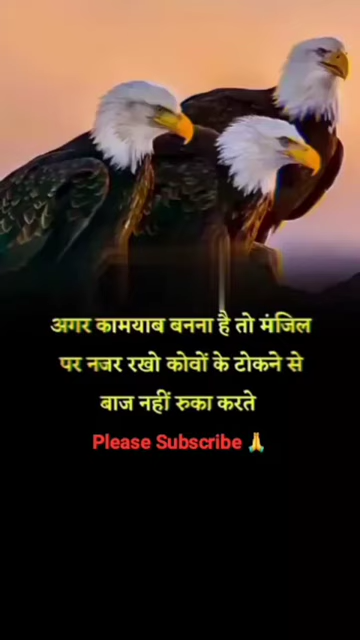 अगर कामयाब बनना है तो मंजिल
पर नजर रखो कोवों के टोकने से
बाज नहीं रुका करते
Please Subscribe 🙏